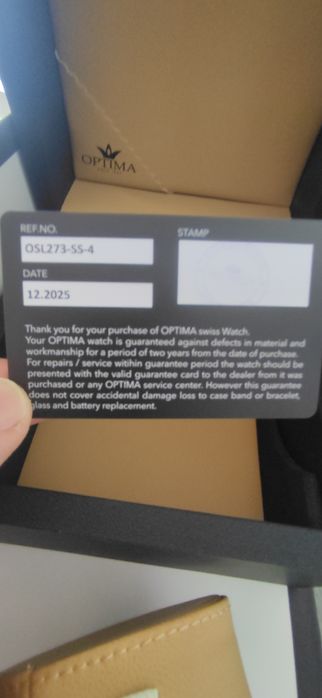 OPTIMA
REF.NO.
OSL273-SS-4
STAMP
DATE
12.2025
Thank you for your purchase of OPTIMA swiss Watch.
Your OPTIMA watch is guaranteed against defects in material and
workmanship for a period of two years from the date of purchase.
For repairs / service within guarantee period the watch should be
presented with the valid guarantee card to the dealer from it was
purchased or any OPTIMA service center. However this guarantee
does not cover accidental damage loss to case band or bracelet,
glass and battery replacement.